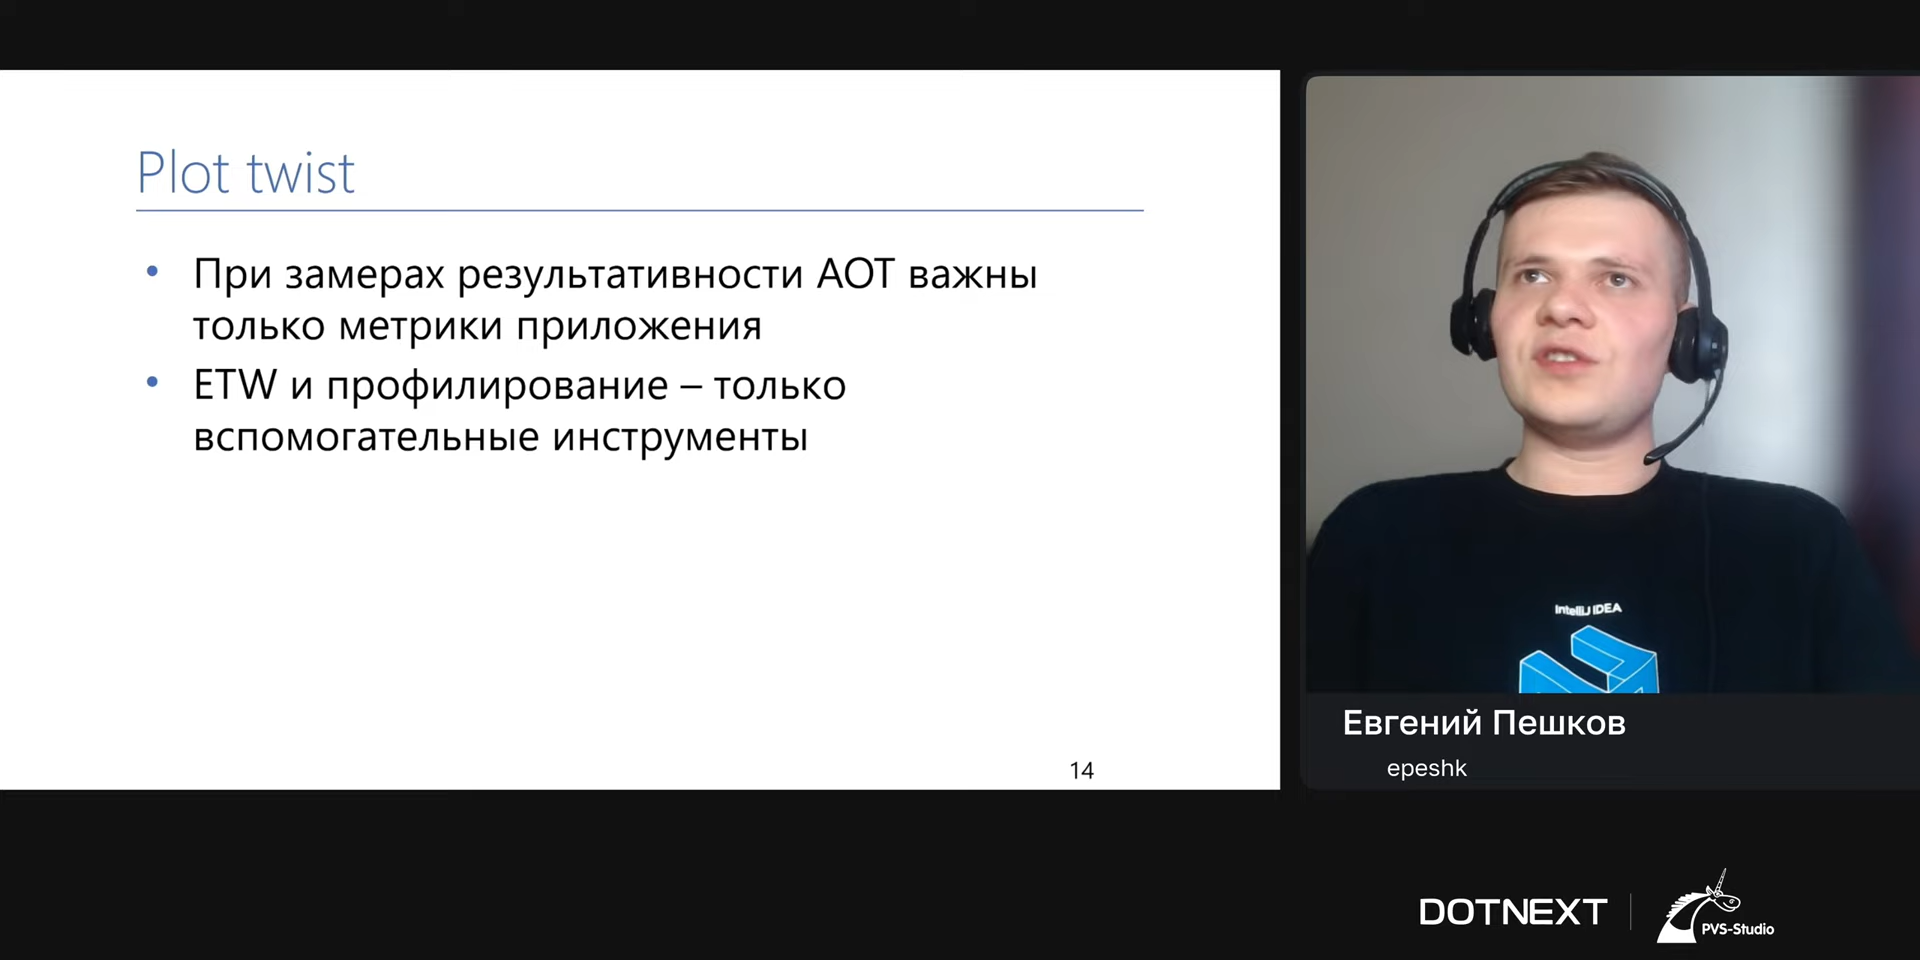 Plot twist
• При замерах результативности AOT важны
только метрики приложения
• ETW и профилирование – только
вспомогательные инструменты
14
IntelliJ IDEA
Евгений Пешков
epeshk
DOTNEXT
PVS-Studio